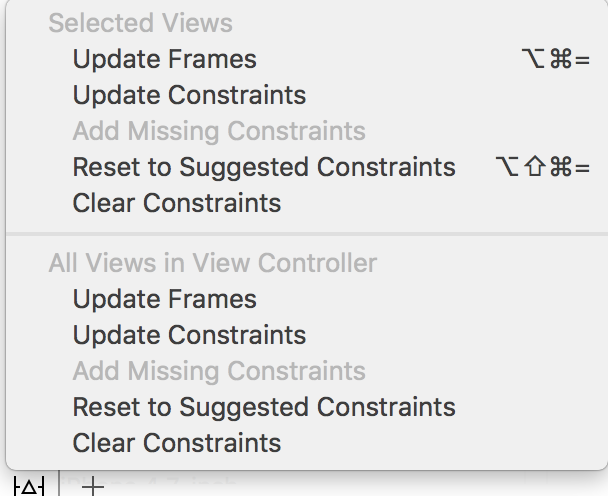 Selected Views
Update Frames ⌥⌘=
Update Constraints
Add Missing Constraints
Reset to Suggested Constraints ⌥⇧⌘=
Clear Constraints
All Views in View Controller
Update Frames
Update Constraints
Add Missing Constraints
Reset to Suggested Constraints
Clear Constraints